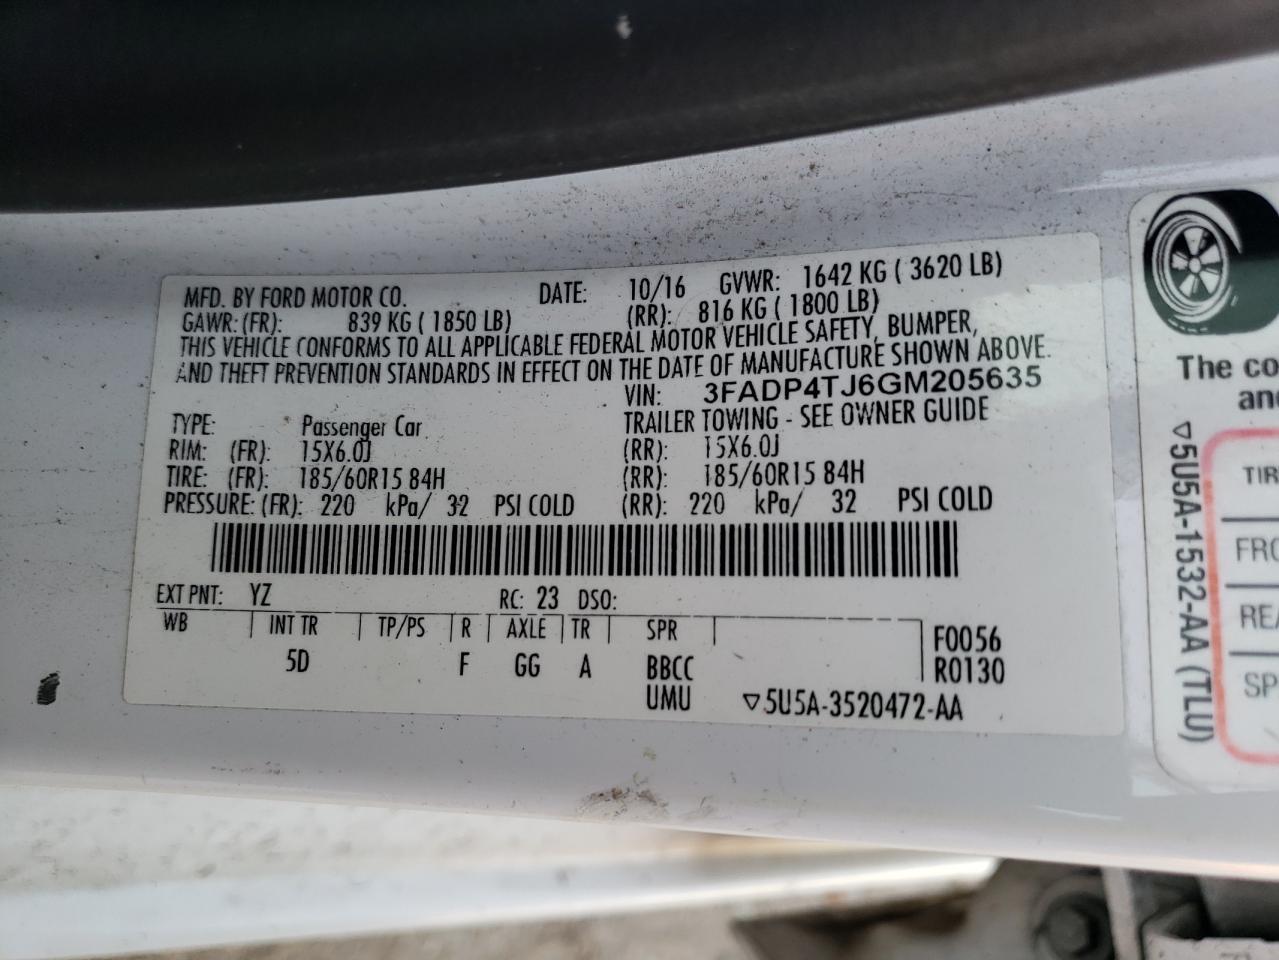 MFD. BY FORD MOTOR CO. DATE: 10/16 GVWR: 1642 KG ( 3620 LB)
GAWR: (FR): 839 KG ( 1850 LB) (RR): 816 KG ( 1800 LB)
THIS VEHICLE CONFORMS TO ALL APPLICABLE FEDERAL MOTOR VEHICLE SAFETY, BUMPER,
AND THEFT PREVENTION STANDARDS IN EFFECT ON THE DATE OF MANUFACTURE SHOWN ABOVE.
VIN: 3FADP4TJ6GM205635
TYPE: Passenger Car TRAILER TOWING - SEE OWNER GUIDE
RIM: (FR): 15X6.0J (RR): 15X6.0J
TIRE: (FR): 185/60R15 84H (RR): 185/60R15 84H
PRESSURE: (FR): 220 kPa/ 32 PSI COLD (RR): 220 kPa/ 32 PSI COLD
EXT PNT: YZ RC: 23 DSO:
WB INT TR TP/PS R AXLE TR SPR F0056
5D F GG A BBCC R0130
UMU ▽5U5A-3520472-AA
The co
and
▽5U5A-1532-AA (TLU)
TIR
FRO
REA
SP